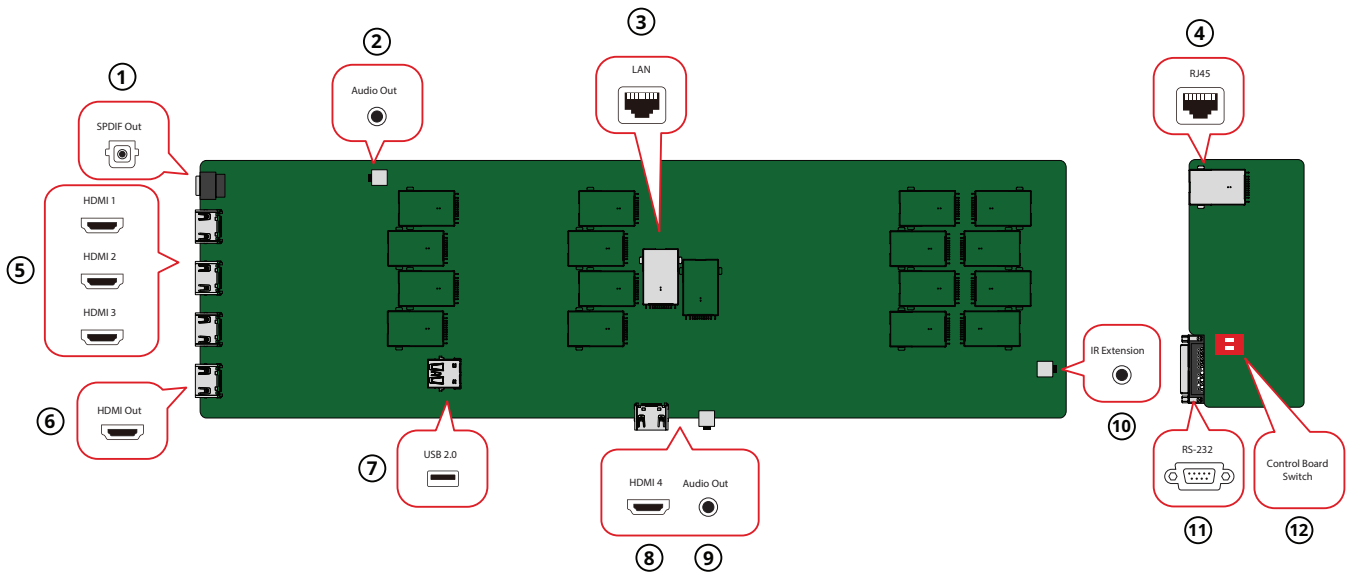 ①
SPDIF Out
②
Audio Out
③
LAN
④
RJ45
⑤
HDMI 1
HDMI 2
HDMI 3
⑥
HDMI Out
⑦
USB 2.0
HDMI 4
Audio Out
⑧
⑨
IR Extension
⑩
RS-232
⑪
Control Board
Switch
⑫